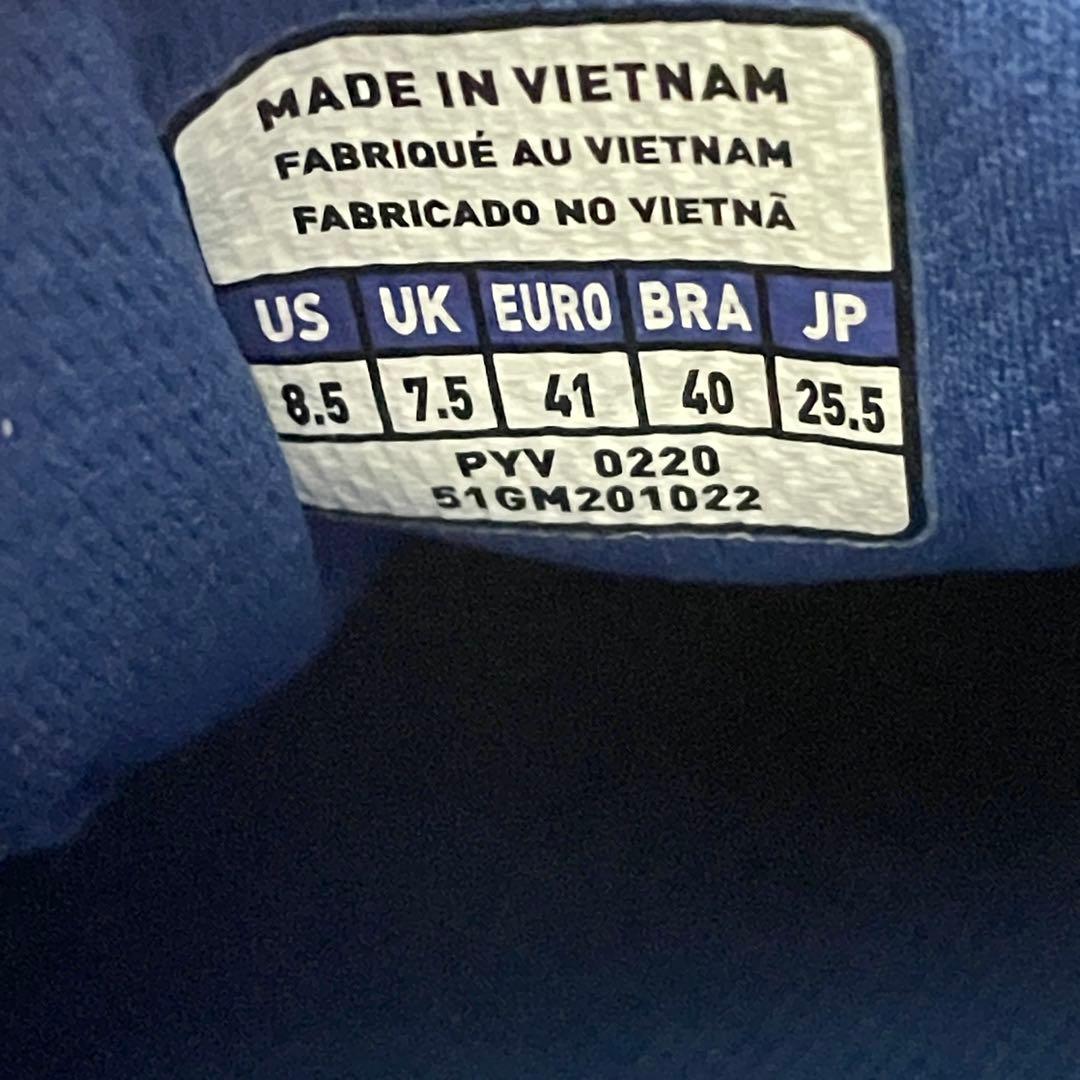 MADE IN VIETNAM
FABRIQUÉ AU VIETNAM
FABRICADO NO VIETNÃ
US UK EURO BRA JP
8.5 7.5 41 40 25.5
PYV 0220
51GM201022